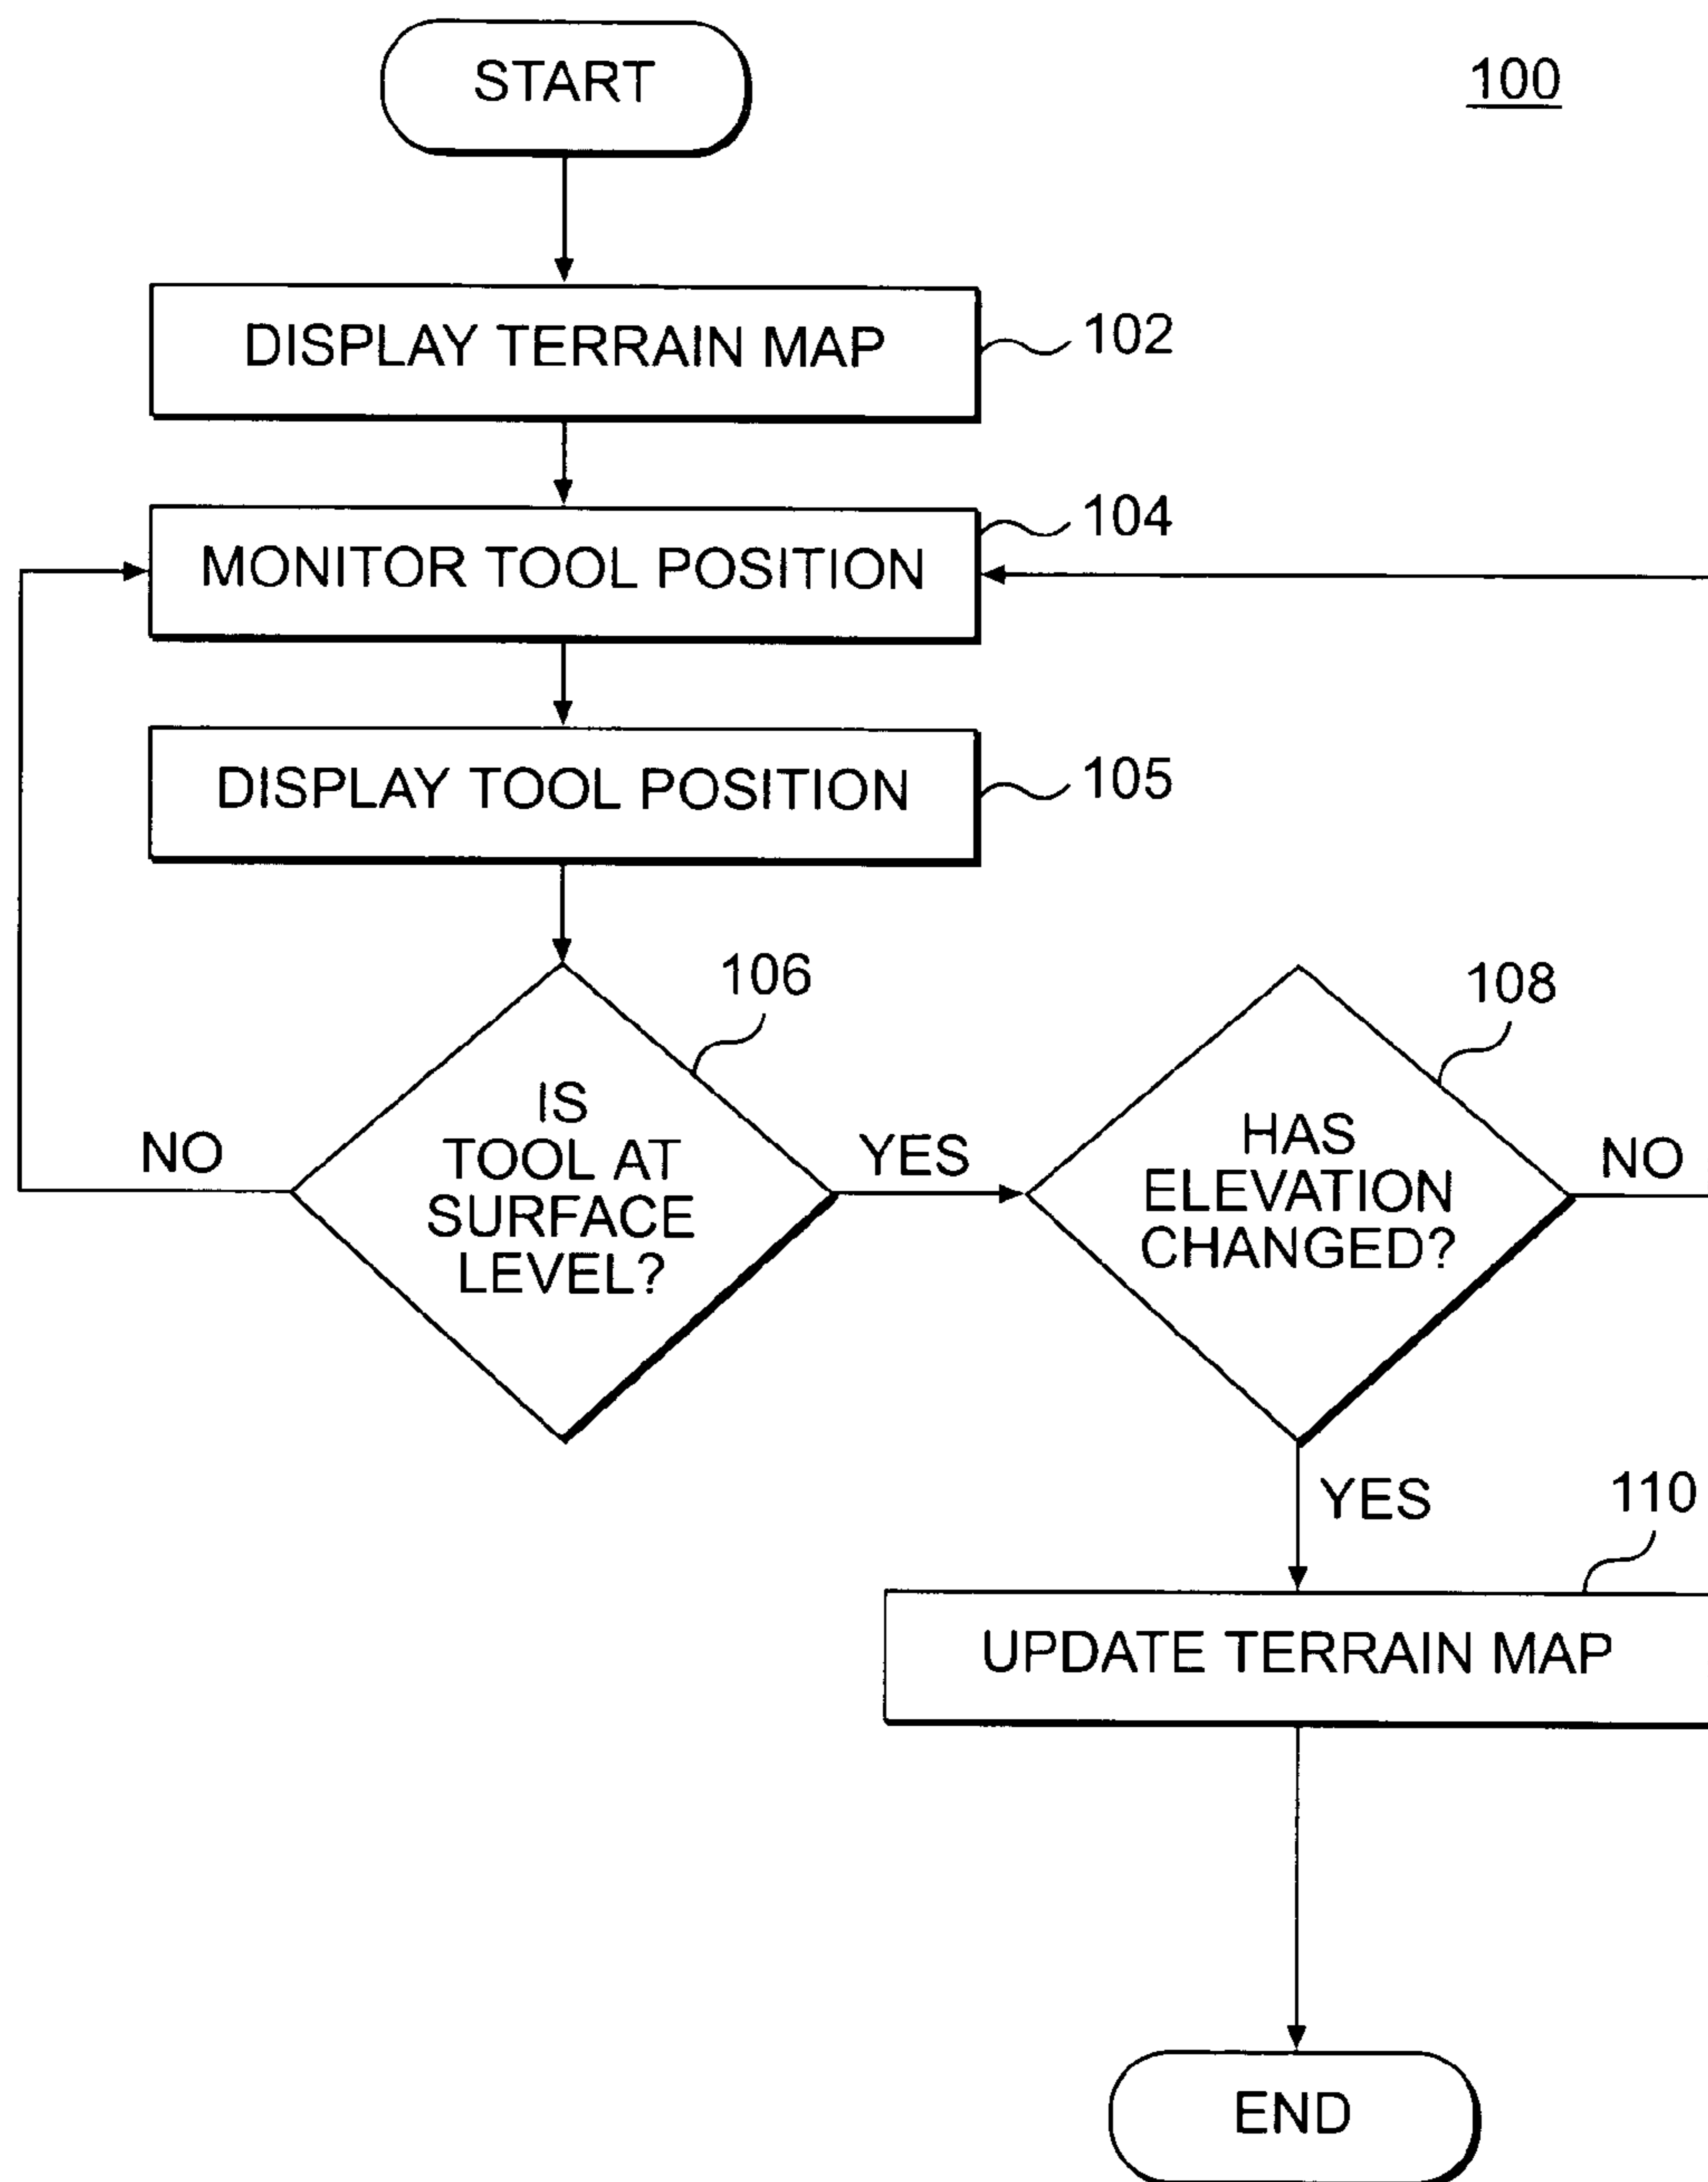 START
100
DISPLAY TERRAIN MAP
102
MONITOR TOOL POSITION
104
DISPLAY TOOL POSITION
105
106
IS
TOOL AT
SURFACE
LEVEL?
NO
YES
108
HAS
ELEVATION
CHANGED?
NO
YES
110
UPDATE TERRAIN MAP
END